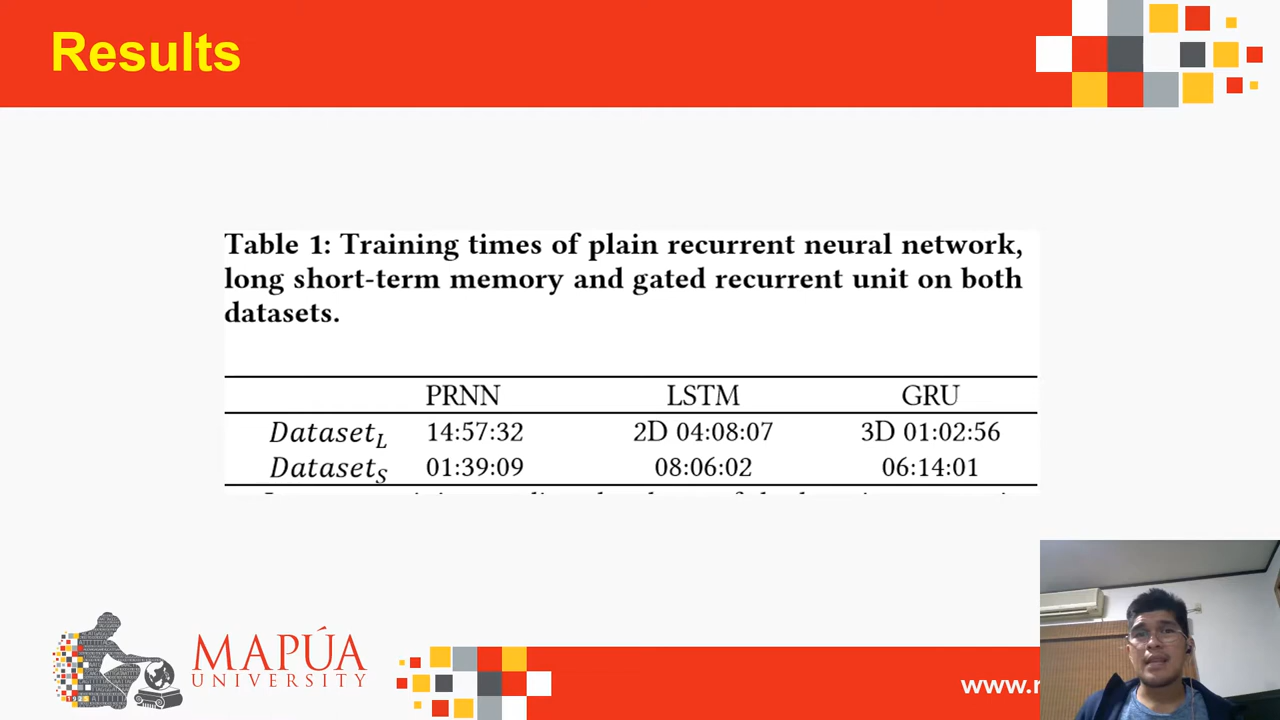 Results
Table 1: Training times of plain recurrent neural network,
long short-term memory and gated recurrent unit on both
datasets.
PRNN LSTM GRU
Dataset_L 14:57:32 2D 04:08:07 3D 01:02:56
Dataset_S 01:39:09 08:06:02 06:14:01
MAPÚA
UNIVERSITY
www.r